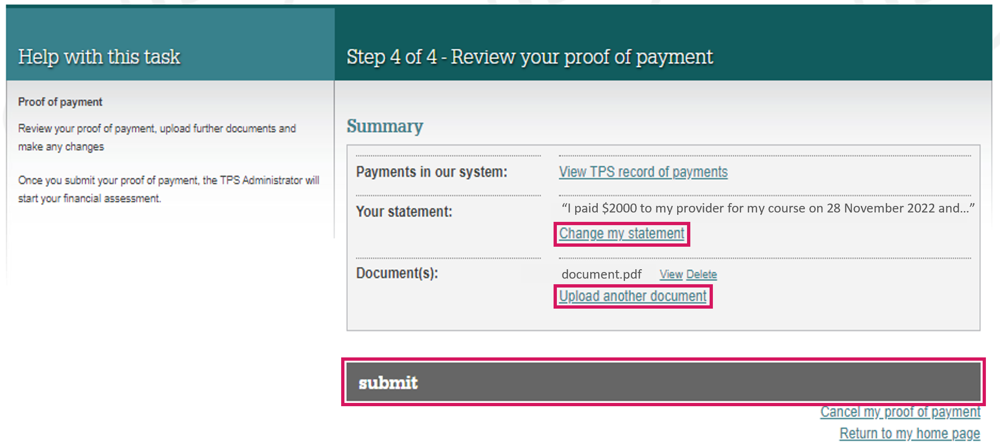 Help with this task
Step 4 of 4 - Review your proof of payment
Proof of payment
Review your proof of payment, upload further documents and
make any changes
Once you submit your proof of payment, the TPS Administrator will
start your financial assessment.
Summary
Payments in our system: View TPS record of payments
Your statement: “I paid $2000 to my provider for my course on 28 November 2022 and...”
Change my statement
Document(s): document.pdf View Delete
Upload another document
submit
Cancel my proof of payment
Return to my home page